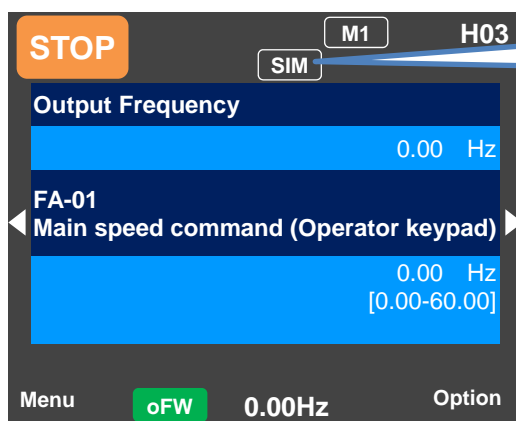 STOP M1 H03
SIM
Output Frequency
0.00 Hz
FA-01
Main speed command (Operator keypad)
0.00 Hz
[0.00-60.00]
Menu oFW 0.00Hz Option